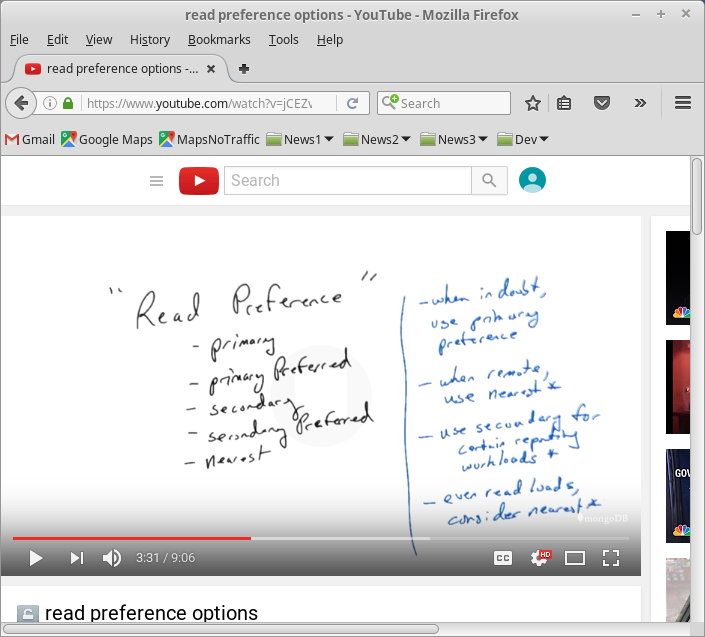 read preference options - YouTube - Mozilla Firefox
File Edit View History Bookmarks Tools Help
read preference options -...
https://www.youtube.com/watch?v=jCEZv
Search
Gmail Google Maps MapsNoTraffic News1 News2 News3 Dev
Search
"Read Preference"
- primary
- primary Preferred
- secondary
- secondary Preferred
- nearest
- when in doubt,
use primary
preference
- when remote,
use nearest *
- use secondary for
certain reporting
workloads *
- even read loads,
consider nearest *
mongoDB
GOV
3:31 / 9:06
CC
HD
read preference options